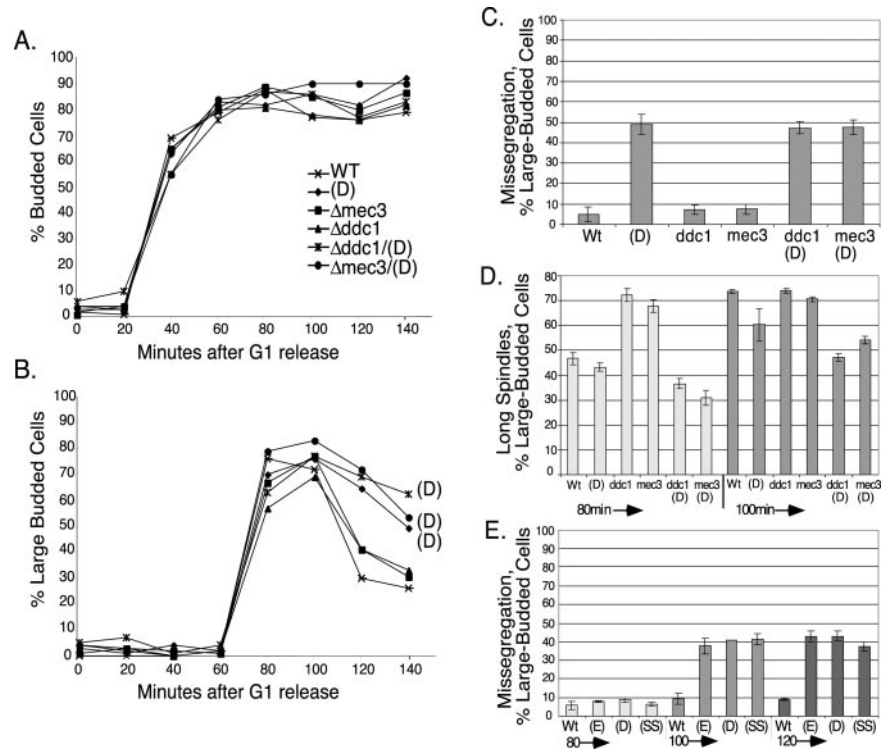 A.
% Budded Cells
100
90
80
70
60
50
40
30
20
10
0
0 20 40 60 80 100 120 140
Minutes after G1 release
WT
(D)
Δmec3
Δddc1
Δddc1/(D)
Δmec3/(D)
B.
% Large Budded Cells
100
90
80
70
60
50
40
30
20
10
0
0 20 40 60 80 100 120 140
Minutes after G1 release
(D)
(D)
(D)
C.
Missegregation,
% Large-Budded Cells
100
90
80
70
60
50
40
30
20
10
0
Wt (D) ddc1 mec3 ddc1 mec3
(D) (D)
D.
Long Spindles,
% Large-Budded Cells
80
70
60
50
40
30
20
10
0
Wt (D) ddc1 mec3 ddc1 mec3 Wt (D) ddc1 mec3 ddc1 mec3
(D) (D) (D) (D)
80min 100min
E.
Missegregation,
% Large-Budded Cells
100
90
80
70
60
50
40
30
20
10
0
Wt (E) (D) (SS) Wt (E) (D) (SS) Wt (E) (D) (SS)
80 100 120